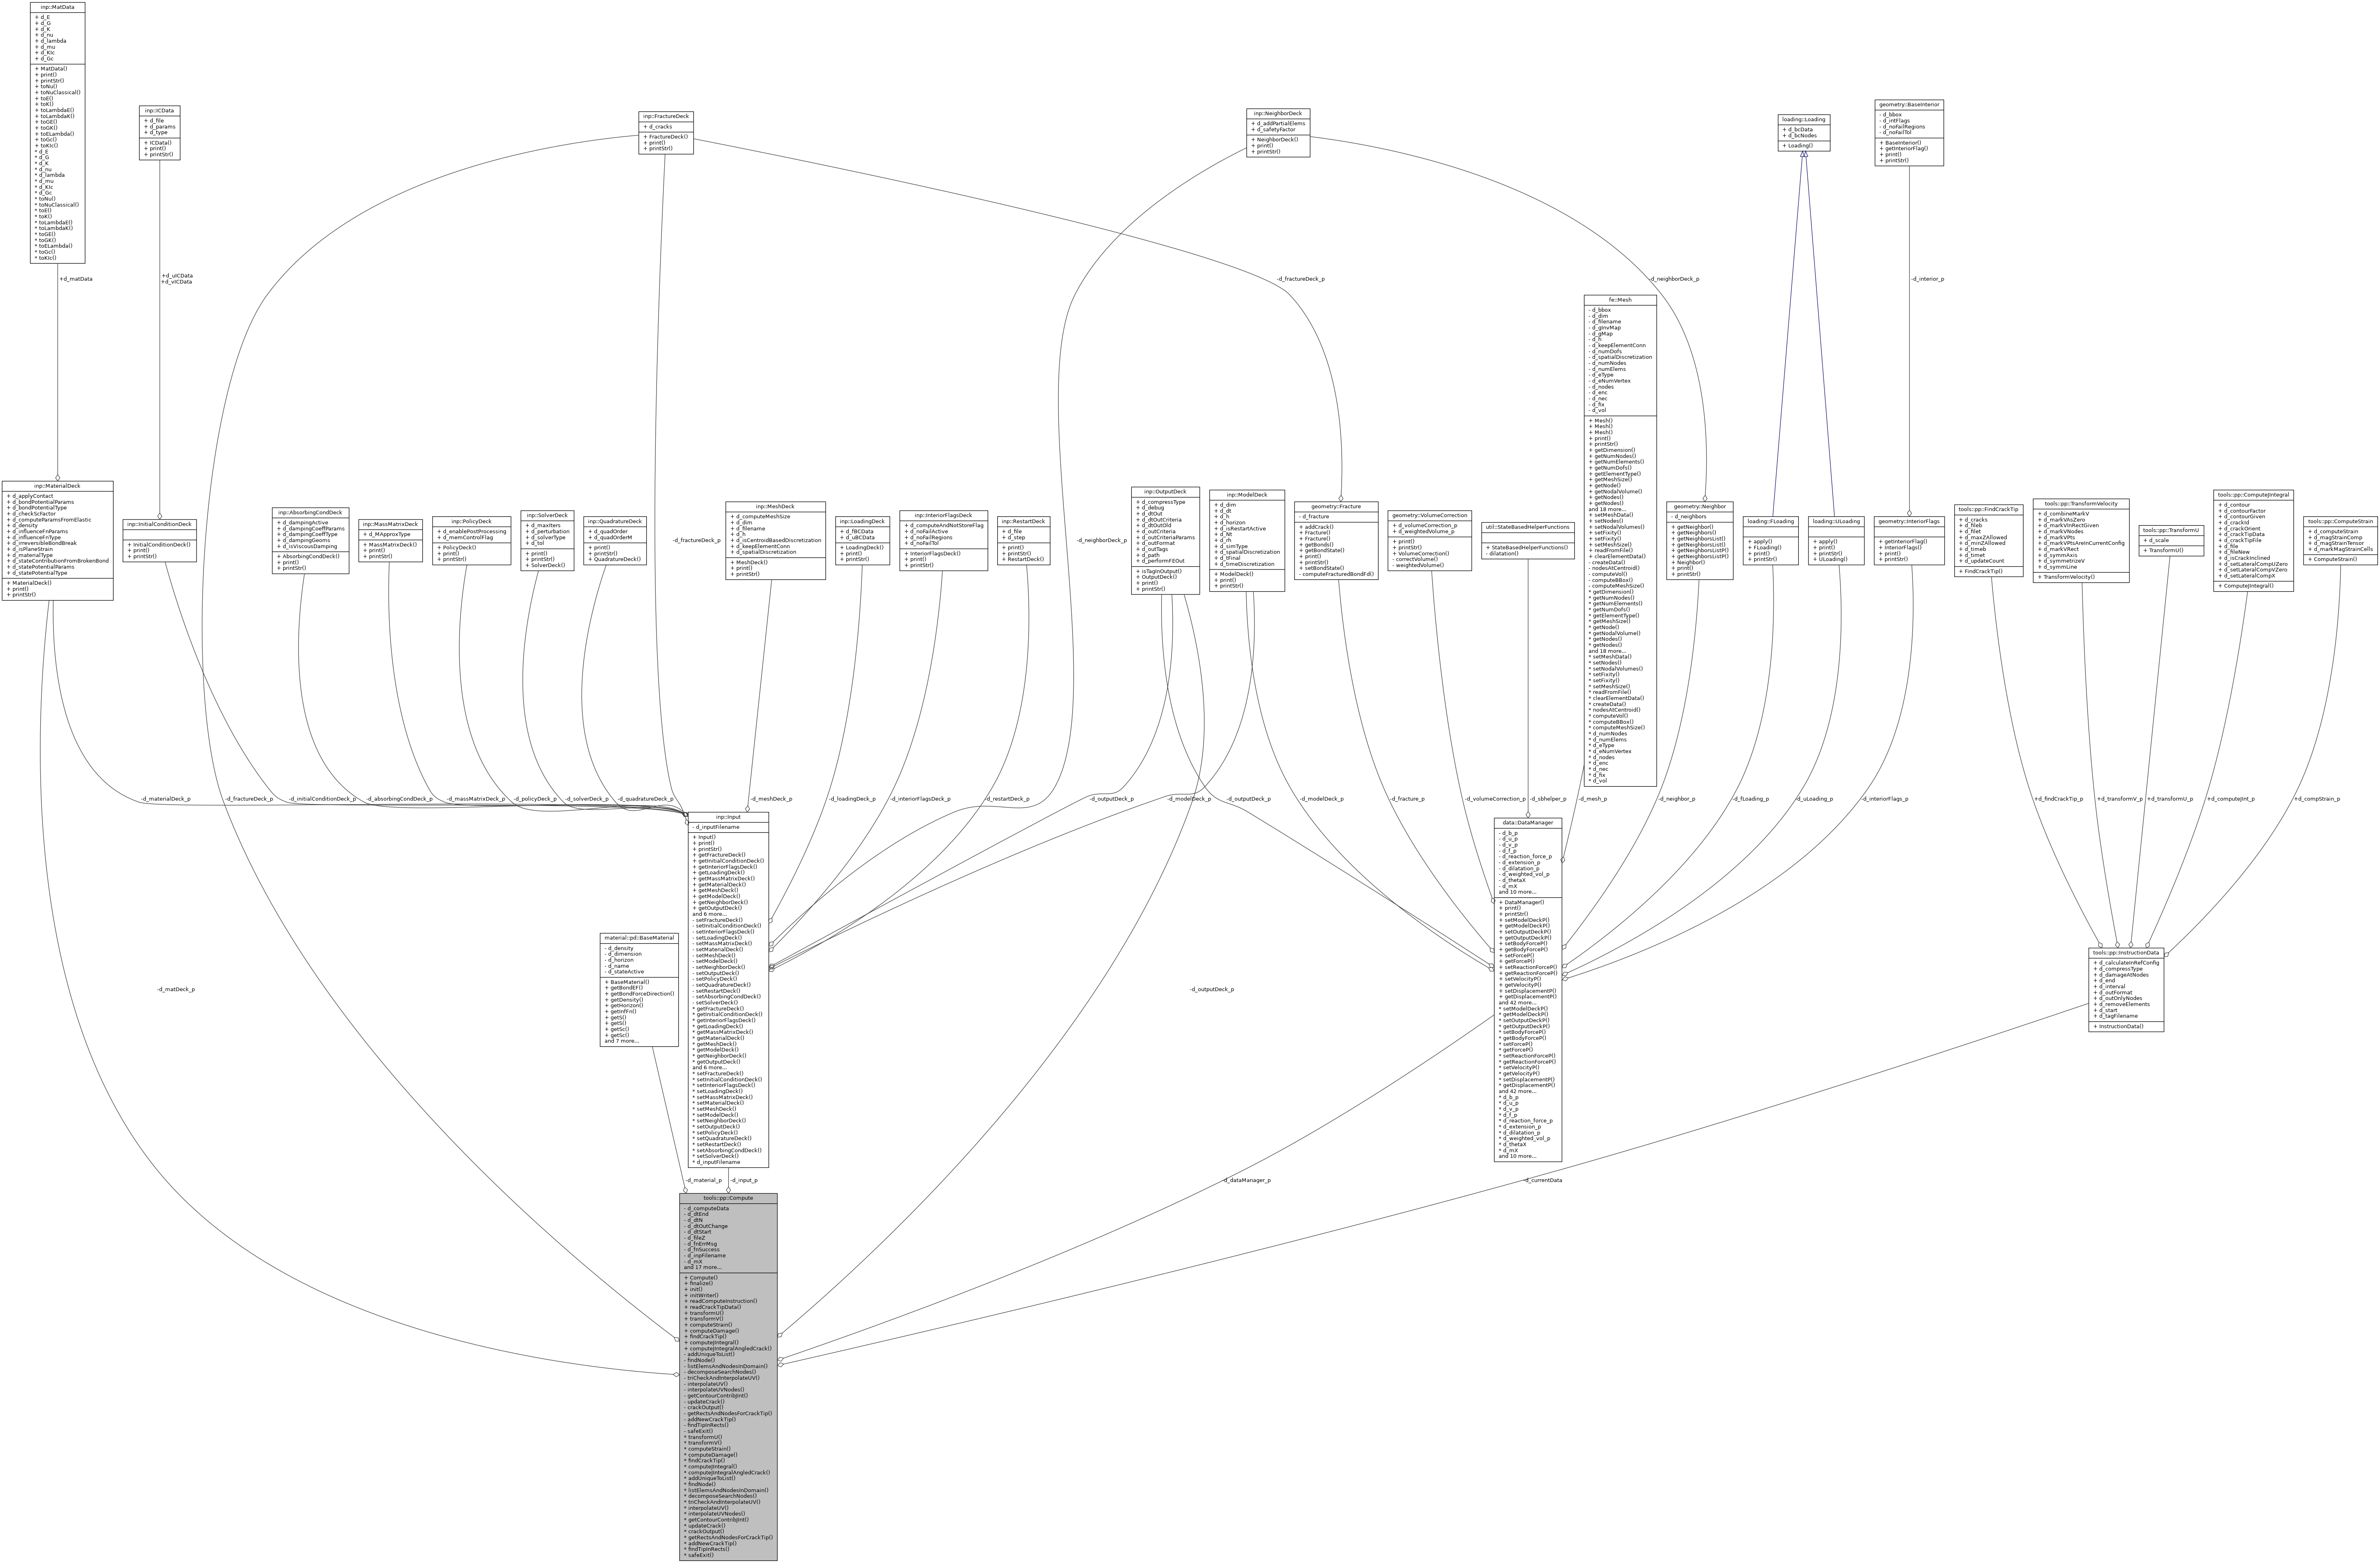 inp::MatData
+ d_E
+ d_G
+ d_K
+ d_nu
+ d_lambda
+ d_mu
+ d_KIc
+ d_Gc
+ MatData()
+ print()
+ printStr()
+ toNu()
+ toNuClassical()
+ toE()
+ toK()
+ toLambdaE()
+ toLambdaK()
+ toGE()
+ toGK()
+ toELambda()
+ toGc()
+ toKIc()
* d_E
* d_G
* d_K
* d_nu
* d_lambda
* d_mu
* d_KIc
* d_Gc
* toNu()
* toNuClassical()
* toE()
* toK()
* toLambdaE()
* toLambdaK()
* toGE()
* toGK()
* toELambda()
* toGc()
* toKIc()
inp::ICData
+ d_file
+ d_params
+ d_type
+ ICData()
+ print()
+ printStr()
inp::FractureDeck
+ d_cracks
+ FractureDeck()
+ print()
+ printStr()
inp::NeighborDeck
+ d_addPartialElems
+ d_safetyFactor
+ NeighborDeck()
+ print()
+ printStr()
loading::Loading
+ d_bcData
+ d_bcNodes
+ Loading()
geometry::BaseInterior
- d_bbox
- d_intFlags
- d_noFailRegions
- d_noFailTol
+ BaseInterior()
+ getInteriorFlag()
+ print()
+ printStr()
+d_matData
+d_uICData
+d_vICData
-d_fractureDeck_p
-d_neighborDeck_p
-d_interior_p
fe::Mesh
- d_bbox
- d_dim
- d_filename
- d_gInvMap
- d_gMap
- d_h
- d_keepElementConn
- d_numDofs
- d_spatialDiscretization
- d_numNodes
- d_numElems
- d_eType
- d_eNumVertex
- d_nodes
- d_enc
- d_nec
- d_fix
- d_vol
+ Mesh()
+ Mesh()
+ Mesh()
+ print()
+ printStr()
+ getDimension()
+ getNumNodes()
+ getNumElements()
+ getNumDofs()
+ getElementType()
+ getMeshSize()
+ getNode()
+ getNodalVolume()
+ getNodes()
+ getNodes()
and 18 more...
+ setMeshData()
+ setNodes()
+ setNodalVolumes()
+ setFixity()
+ setFixity()
+ setMeshSize()
+ readFromFile()
+ clearElementData()
- createData()
- nodesAtCentroid()
- computeVol()
- computeBBox()
- computeMeshSize()
* getDimension()
* getNumNodes()
* getNumElements()
* getNumDofs()
* getElementType()
* getMeshSize()
* getNode()
* getNodalVolume()
* getNodes()
* getNodes()
and 18 more...
* setMeshData()
* setNodes()
* setNodalVolumes()
* setFixity()
* setFixity()
* setMeshSize()
* readFromFile()
* clearElementData()
* createData()
* nodesAtCentroid()
* computeVol()
* computeBBox()
* computeMeshSize()
* d_numNodes
* d_numElems
* d_eType
* d_eNumVertex
* d_nodes
* d_enc
* d_nec
* d_fix
* d_vol
inp::MaterialDeck
+ d_applyContact
+ d_bondPotentialParams
+ d_bondPotentialType
+ d_checkScFactor
+ d_computeParamsFromElastic
+ d_density
+ d_influenceFnParams
+ d_influenceFnType
+ d_irreversibleBondBreak
+ d_isPlaneStrain
+ d_materialType
+ d_stateContributionFromBrokenBond
+ d_statePotentialParams
+ d_statePotentialType
+ MaterialDeck()
+ print()
+ printStr()
inp::InitialConditionDeck
+ InitialConditionDeck()
+ print()
+ printStr()
inp::AbsorbingCondDeck
+ d_dampingActive
+ d_dampingCoeffParams
+ d_dampingCoeffType
+ d_dampingGeoms
+ d_isViscousDamping
+ AbsorbingCondDeck()
+ print()
+ printStr()
inp::MassMatrixDeck
+ d_MApproxType
+ MassMatrixDeck()
+ print()
+ printStr()
inp::PolicyDeck
+ d_enablePostProcessing
+ d_memControlFlag
+ PolicyDeck()
+ print()
+ printStr()
inp::SolverDeck
+ d_maxIters
+ d_perturbation
+ d_solverType
+ d_tol
+ print()
+ printStr()
+ SolverDeck()
inp::QuadratureDeck
+ d_quadOrder
+ d_quadOrderM
+ print()
+ printStr()
+ QuadratureDeck()
-d_fractureDeck_p
inp::MeshDeck
+ d_computeMeshSize
+ d_dim
+ d_filename
+ d_h
+ d_isCentroidBasedDiscretization
+ d_keepElementConn
+ d_spatialDiscretization
+ MeshDeck()
+ print()
+ printStr()
inp::LoadingDeck
+ d_fBCData
+ d_uBCData
+ LoadingDeck()
+ print()
+ printStr()
inp::InteriorFlagsDeck
+ d_computeAndNotStoreFlag
+ d_noFailActive
+ d_noFailRegions
+ d_noFailTol
+ InteriorFlagsDeck()
+ print()
+ printStr()
inp::RestartDeck
+ d_file
+ d_step
+ print()
+ printStr()
+ RestartDeck()
-d_neighborDeck_p
inp::OutputDeck
+ d_compressType
+ d_debug
+ d_dtOut
+ d_dtOutCriteria
+ d_dtOutOld
+ d_outCriteria
+ d_outCriteriaParams
+ d_outFormat
+ d_outTags
+ d_path
+ d_performFEOut
+ isTagInOutput()
+ OutputDeck()
+ print()
+ printStr()
inp::ModelDeck
+ d_dim
+ d_dt
+ d_h
+ d_horizon
+ d_isRestartActive
+ d_Nt
+ d_rh
+ d_simType
+ d_spatialDiscretization
+ d_tFinal
+ d_timeDiscretization
+ ModelDeck()
+ print()
+ printStr()
geometry::Fracture
- d_fracture
+ addCrack()
+ Fracture()
+ Fracture()
+ getBonds()
+ getBondState()
+ print()
+ printStr()
+ setBondState()
- computeFracturedBondFd()
geometry::VolumeCorrection
+ d_volumeCorrection_p
+ d_weightedVolume_p
+ print()
+ printStr()
+ VolumeCorrection()
- correctVolume()
- weightedVolume()
util::StateBasedHelperFunctions
+ StateBasedHelperFunctions()
- dilatation()
geometry::Neighbor
- d_neighbors
+ getNeighbor()
+ getNeighbors()
+ getNeighborsList()
+ getNeighborsList()
+ getNeighborsListP()
+ getNeighborsListP()
+ Neighbor()
+ print()
+ printStr()
loading::FLoading
+ apply()
+ FLoading()
+ print()
+ printStr()
loading::ULoading
+ apply()
+ print()
+ printStr()
+ ULoading()
geometry::InteriorFlags
+ getInteriorFlag()
+ InteriorFlags()
+ print()
+ printStr()
tools::pp::FindCrackTip
+ d_cracks
+ d_fileb
+ d_filet
+ d_maxZAllowed
+ d_minZAllowed
+ d_timeb
+ d_timet
+ d_updateCount
+ FindCrackTip()
tools::pp::TransformVelocity
+ d_combineMarkV
+ d_markVAsZero
+ d_markVInRectGiven
+ d_markVNodes
+ d_markVPts
+ d_markVPtsAreInCurrentConfig
+ d_markVRect
+ d_symmAxis
+ d_symmetrizeV
+ d_symmLine
+ TransformVelocity()
tools::pp::TransformU
+ d_scale
+ TransformU()
tools::pp::ComputeJIntegral
+ d_contour
+ d_contourFactor
+ d_contourGiven
+ d_crackId
+ d_crackOrient
+ d_crackTipData
+ d_crackTipFile
+ d_file
+ d_fileNew
+ d_isCrackInclined
+ d_setLateralCompUZero
+ d_setLateralCompVZero
+ d_setLateralCompX
+ ComputeJIntegral()
tools::pp::ComputeStrain
+ d_computeStrain
+ d_magStrainComp
+ d_magStrainTensor
+ d_markMagStrainCells
+ ComputeStrain()
-d_materialDeck_p
-d_fractureDeck_p
-d_initialConditionDeck_p
-d_absorbingCondDeck_p
-d_massMatrixDeck_p
-d_policyDeck_p
-d_solverDeck_p
-d_quadratureDeck_p
-d_meshDeck_p
-d_loadingDeck_p
-d_interiorFlagsDeck_p
-d_restartDeck_p
-d_outputDeck_p
-d_modelDeck_p
-d_outputDeck_p
-d_modelDeck_p
-d_fracture_p
-d_volumeCorrection_p
-d_sbhelper_p
-d_mesh_p
-d_neighbor_p
-d_fLoading_p
-d_uLoading_p
-d_interiorFlags_p
+d_findCrackTip_p
+d_transformV_p
+d_transformU_p
+d_computeJInt_p
+d_compStrain_p
inp::Input
- d_inputFilename
+ Input()
+ print()
+ printStr()
+ getFractureDeck()
+ getInitialConditionDeck()
+ getInteriorFlagsDeck()
+ getLoadingDeck()
+ getMassMatrixDeck()
+ getMaterialDeck()
+ getMeshDeck()
+ getModelDeck()
+ getNeighborDeck()
+ getOutputDeck()
and 6 more...
- setFractureDeck()
- setInitialConditionDeck()
- setInteriorFlagsDeck()
- setLoadingDeck()
- setMassMatrixDeck()
- setMaterialDeck()
- setMeshDeck()
- setModelDeck()
- setNeighborDeck()
- setOutputDeck()
- setPolicyDeck()
- setQuadratureDeck()
- setRestartDeck()
- setAbsorbingCondDeck()
- setSolverDeck()
* getFractureDeck()
* getInitialConditionDeck()
* getInteriorFlagsDeck()
* getLoadingDeck()
* getMassMatrixDeck()
* getMaterialDeck()
* getMeshDeck()
* getModelDeck()
* getNeighborDeck()
* getOutputDeck()
and 6 more...
* setFractureDeck()
* setInitialConditionDeck()
* setInteriorFlagsDeck()
* setLoadingDeck()
* setMassMatrixDeck()
* setMaterialDeck()
* setMeshDeck()
* setModelDeck()
* setNeighborDeck()
* setOutputDeck()
* setPolicyDeck()
* setQuadratureDeck()
* setRestartDeck()
* setAbsorbingCondDeck()
* setSolverDeck()
* d_inputFilename
data::DataManager
- d_b_p
- d_u_p
- d_v_p
- d_f_p
- d_reaction_force_p
- d_extension_p
- d_dilatation_p
- d_weighted_vol_p
- d_thetaX
- d_mX
and 10 more...
+ DataManager()
+ print()
+ printStr()
+ setModelDeckP()
+ getModelDeckP()
+ setOutputDeckP()
+ getOutputDeckP()
+ setBodyForceP()
+ getBodyForceP()
+ setForceP()
+ getForceP()
+ setReactionForceP()
+ getReactionForceP()
+ setVelocityP()
+ getVelocityP()
+ setDisplacementP()
+ getDisplacementP()
and 42 more...
* setModelDeckP()
* getModelDeckP()
* setOutputDeckP()
* getOutputDeckP()
* setBodyForceP()
* getBodyForceP()
* setForceP()
* getForceP()
* setReactionForceP()
* getReactionForceP()
* setVelocityP()
* getVelocityP()
* setDisplacementP()
* getDisplacementP()
and 42 more...
* d_b_p
* d_u_p
* d_v_p
* d_f_p
* d_reaction_force_p
* d_extension_p
* d_dilatation_p
* d_weighted_vol_p
* d_thetaX
* d_mX
and 10 more...
material::pd::BaseMaterial
- d_density
- d_dimension
- d_horizon
- d_name
- d_stateActive
+ BaseMaterial()
+ getBondEF()
+ getBondForceDirection()
+ getDensity()
+ getHorizon()
+ getInfFn()
+ getS()
+ getS()
+ getSc()
+ getSc()
and 7 more...
tools::pp::InstructionData
+ d_calculateInRefConfig
+ d_compressType
+ d_damageAtNodes
+ d_end
+ d_interval
+ d_outFormat
+ d_outOnlyNodes
+ d_removeElements
+ d_start
+ d_tagFilename
+ InstructionData()
-d_matDeck_p
-d_outputDeck_p
-d_material_p
-d_input_p
-d_dataManager_p
-d_currentData
tools::pp::Compute
- d_computeData
- d_dtEnd
- d_dtN
- d_dtOutChange
- d_dtStart
- d_fileZ
- d_fnErrMsg
- d_fnSuccess
- d_inpFilename
- d_mX
and 17 more...
+ Compute()
+ finalize()
+ init()
+ initWriter()
+ readComputeInstruction()
+ readCrackTipData()
+ transformU()
+ transformV()
+ computeStrain()
+ computeDamage()
+ findCrackTip()
+ computeJIntegral()
+ computeJIntegralAngledCrack()
- addUniqueToList()
- findNode()
- listElemsAndNodesInDomain()
- decomposeSearchNodes()
- triCheckAndInterpolateUV()
- interpolateUV()
- interpolateUVNodes()
- getContourContribJInt()
- updateCrack()
- crackOutput()
- getRectsAndNodesForCrackTip()
- addNewCrackTip()
- findTipInRects()
- safeExit()
* transformU()
* transformV()
* computeStrain()
* computeDamage()
* findCrackTip()
* computeJIntegral()
* computeJIntegralAngledCrack()
* addUniqueToList()
* findNode()
* listElemsAndNodesInDomain()
* decomposeSearchNodes()
* triCheckAndInterpolateUV()
* interpolateUV()
* interpolateUVNodes()
* getContourContribJInt()
* updateCrack()
* crackOutput()
* getRectsAndNodesForCrackTip()
* addNewCrackTip()
* findTipInRects()
* safeExit()